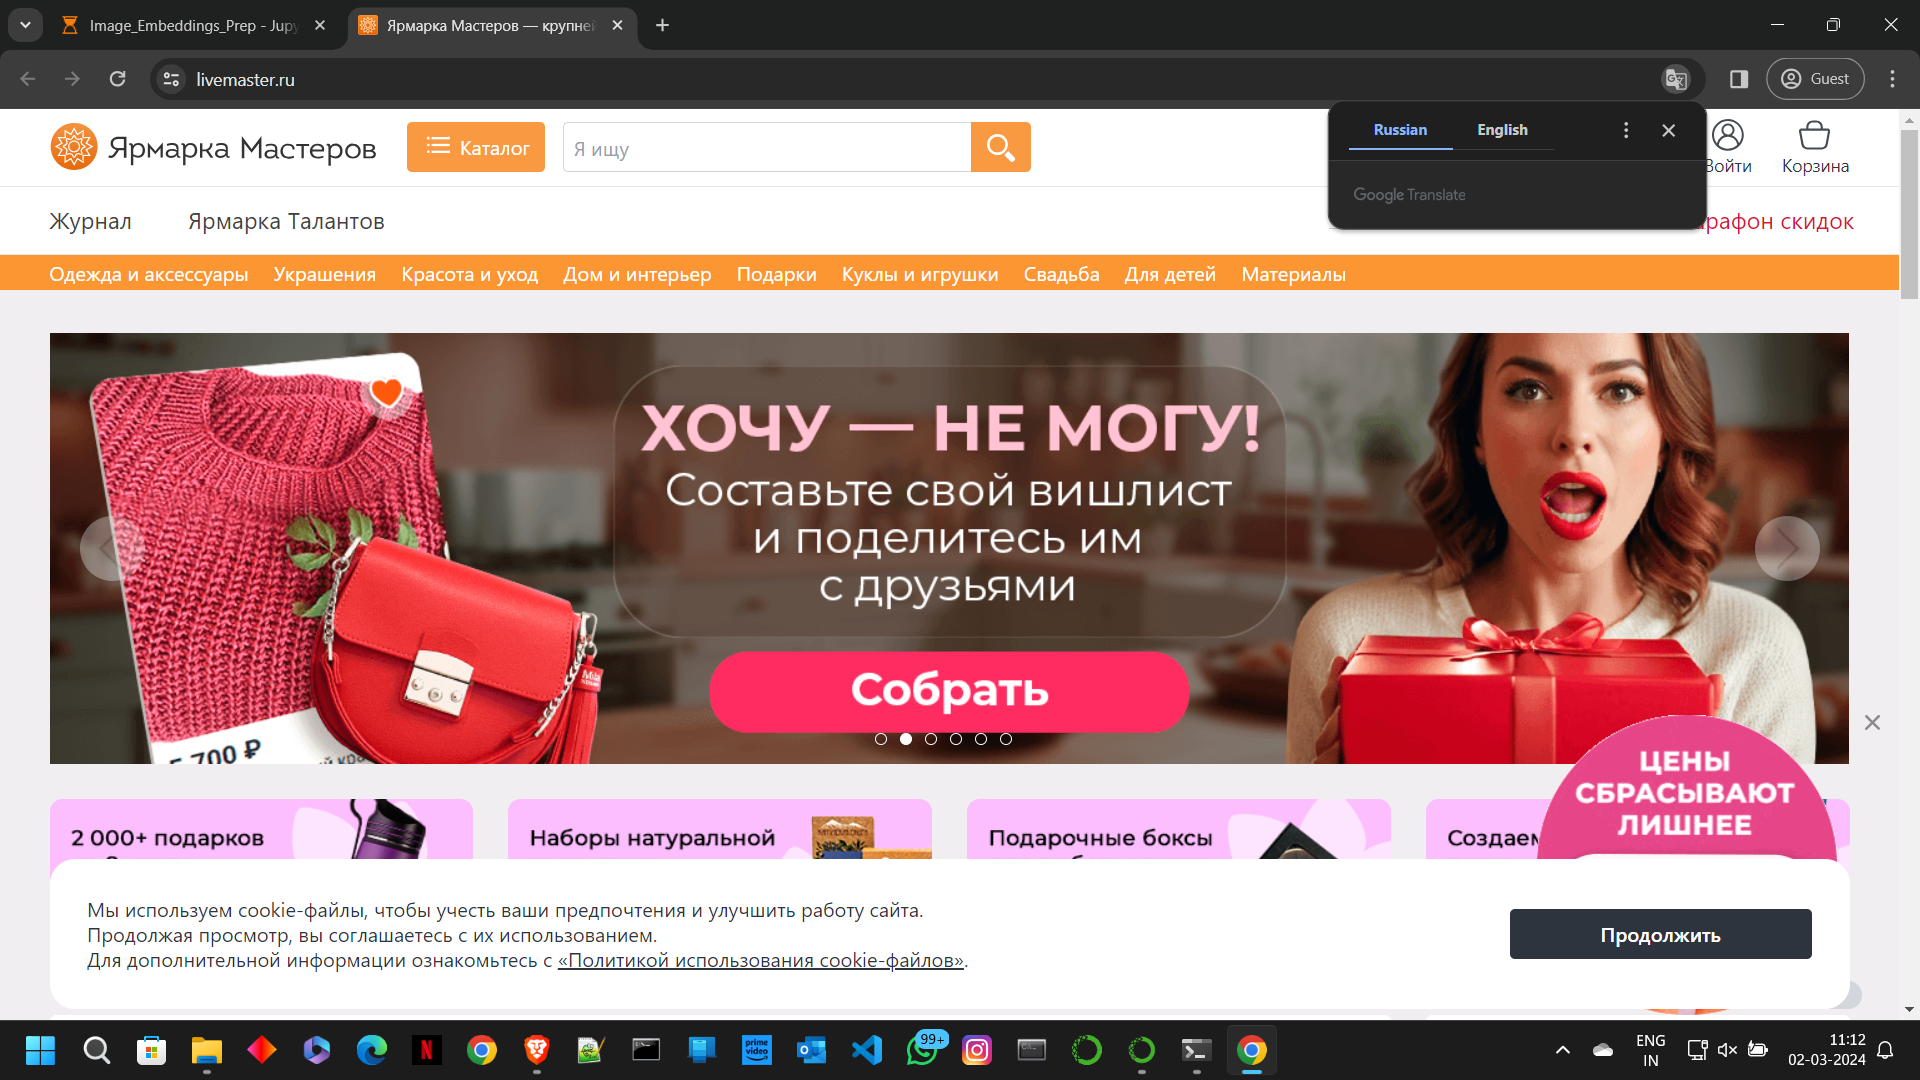 Image_Embeddings_Prep - Jupy
Ярмарка Мастеров — крупней
livemaster.ru
Guest
Russian
English
Google Translate
Ярмарка Мастеров
Каталог
Я ищу
Войти
Корзина
Журнал
Ярмарка Талантов
рафон скидок
Одежда и аксессуары
Украшения
Красота и уход
Дом и интерьер
Подарки
Куклы и игрушки
Свадьба
Для детей
Материалы
ХОЧУ — НЕ МОГУ!
Составьте свой вишлист
и поделитесь им
с друзьями
Собрать
5 700 ₽
ЦЕНЫ
СБРАСЫВАЮТ
ЛИШНЕЕ
2 000+ подарков
Наборы натуральной
Подарочные боксы
Создаем
Мы используем cookie-файлы, чтобы учесть ваши предпочтения и улучшить работу сайта.
Продолжая просмотр, вы соглашаетесь с их использованием.
Для дополнительной информации ознакомьтесь с «Политикой использования cookie-файлов».
Продолжить
prime
video
99+
ENG
IN
11:12
02-03-2024